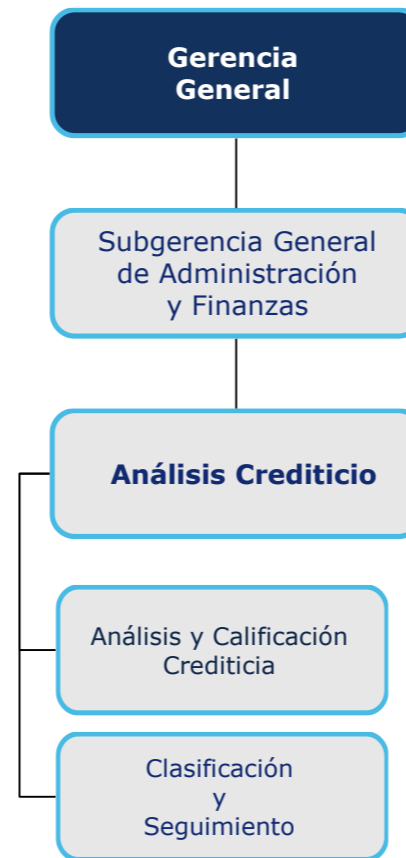 Gerencia
General
Subgerencia General
de Administración
y Finanzas
Análisis Crediticio
Análisis y Calificación
Crediticia
Clasificación
y
Seguimiento